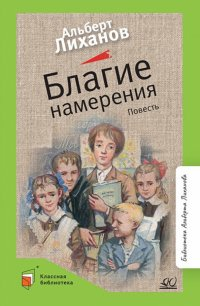 Альберт
Лиханов
Благие
намерения
Повесть
Библиотека Альберта Лиханова
Классная
библиотека